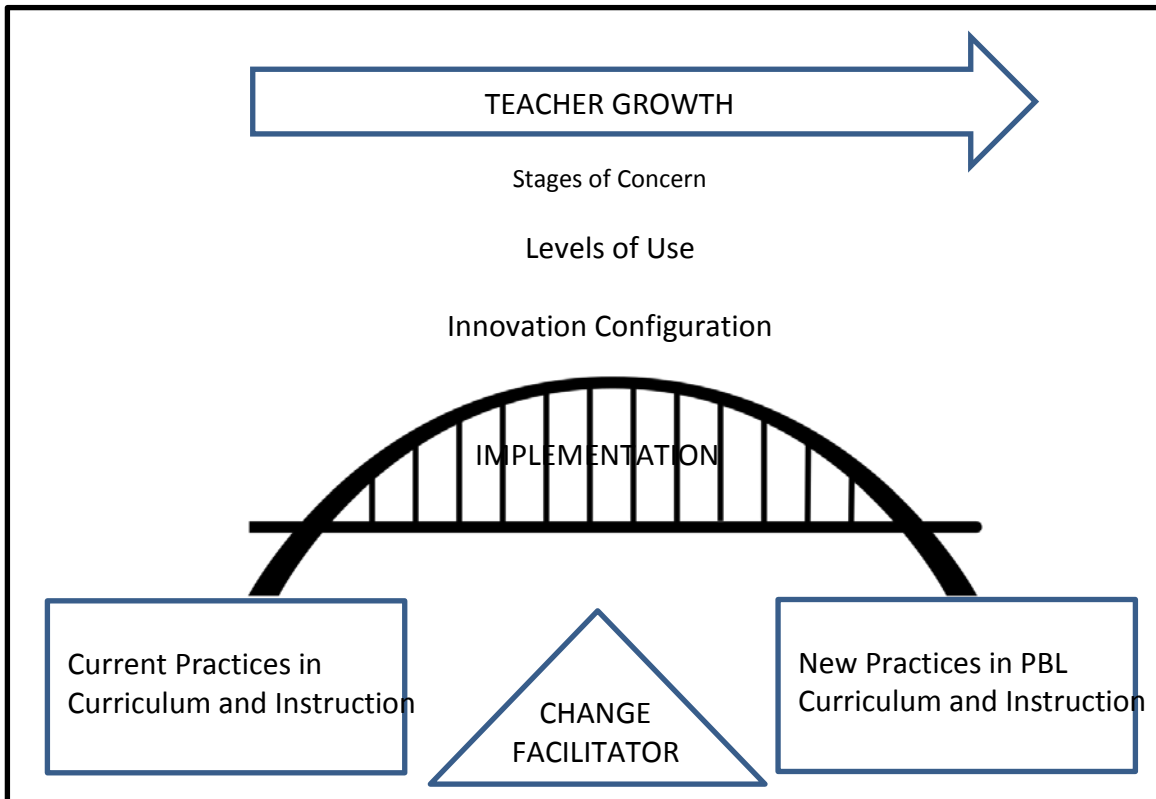 TEACHER GROWTH
Stages of Concern
Levels of Use
Innovation Configuration
IMPLEMENTATION
Current Practices in
Curriculum and Instruction
CHANGE
FACILITATOR
New Practices in PBL
Curriculum and Instruction